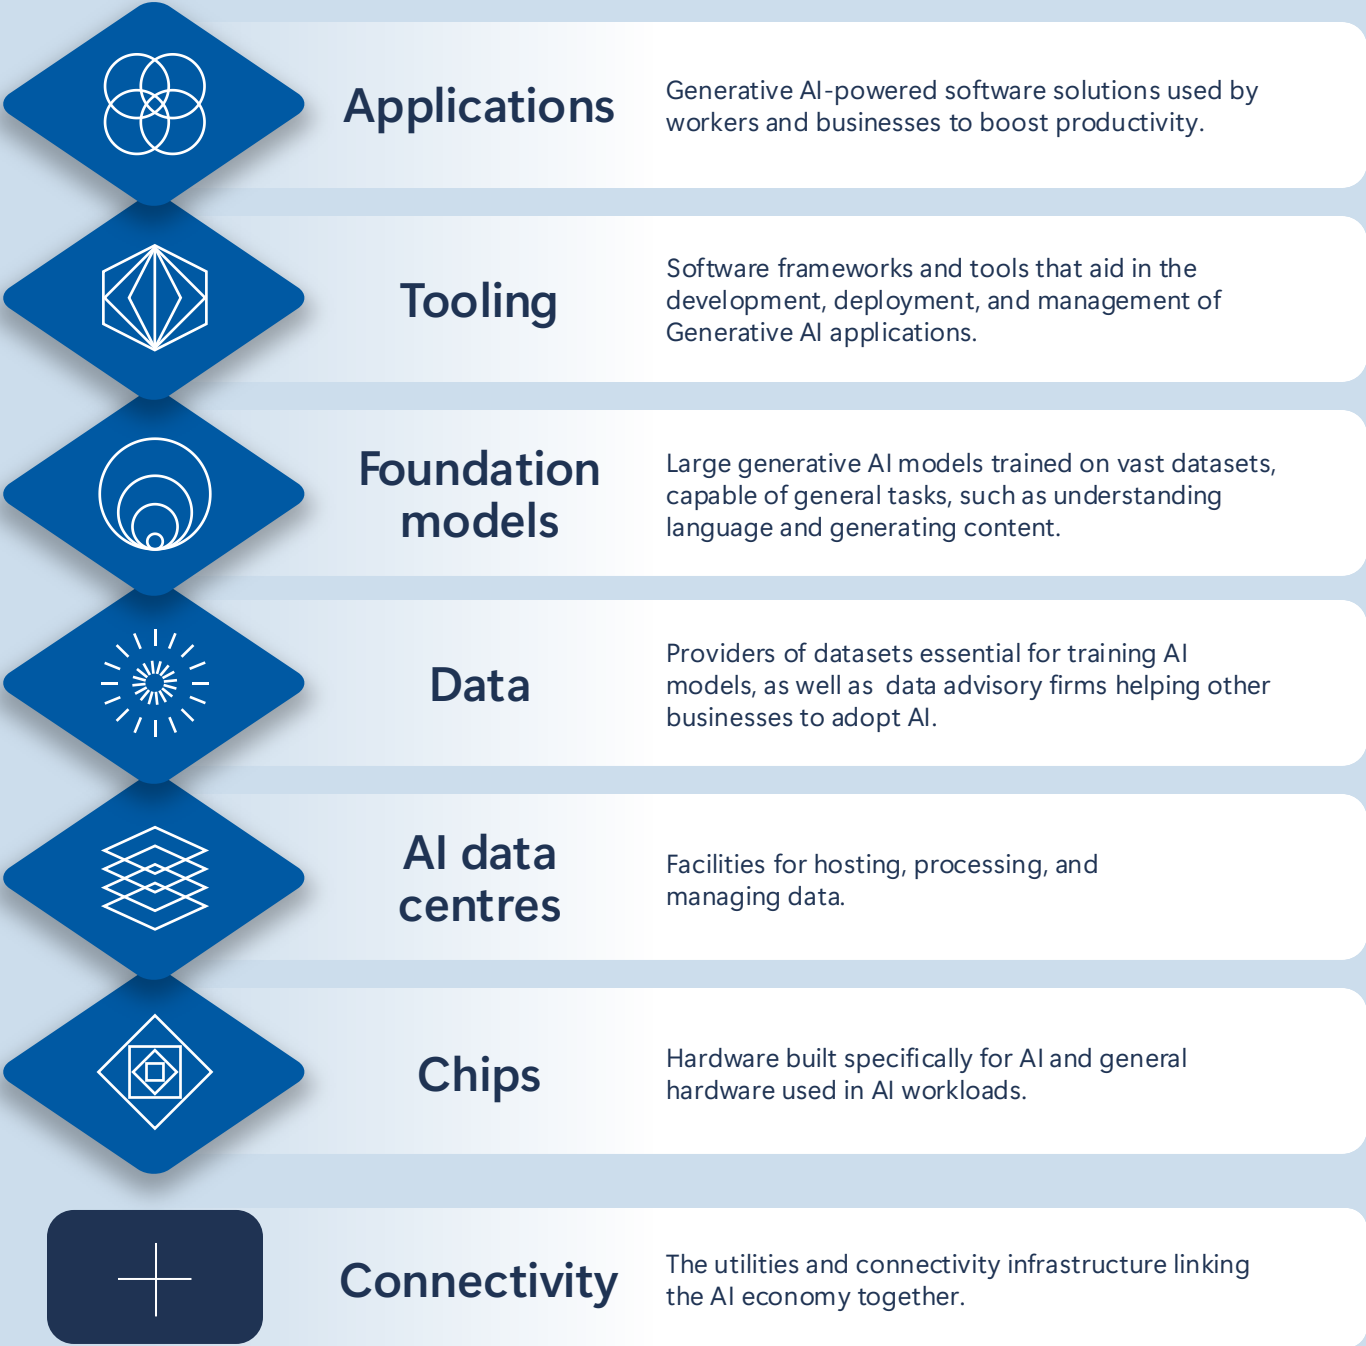 Applications
Generative AI-powered software solutions used by
workers and businesses to boost productivity.
Tooling
Software frameworks and tools that aid in the
development, deployment, and management of
Generative AI applications.
Foundation
models
Large generative AI models trained on vast datasets,
capable of general tasks, such as understanding
language and generating content.
Data
Providers of datasets essential for training AI
models, as well as  data advisory firms helping other
businesses to adopt AI.
AI data
centres
Facilities for hosting, processing, and
managing data.
Chips
Hardware built specifically for AI and general
hardware used in AI workloads.
Connectivity
The utilities and connectivity infrastructure linking
the AI economy together.